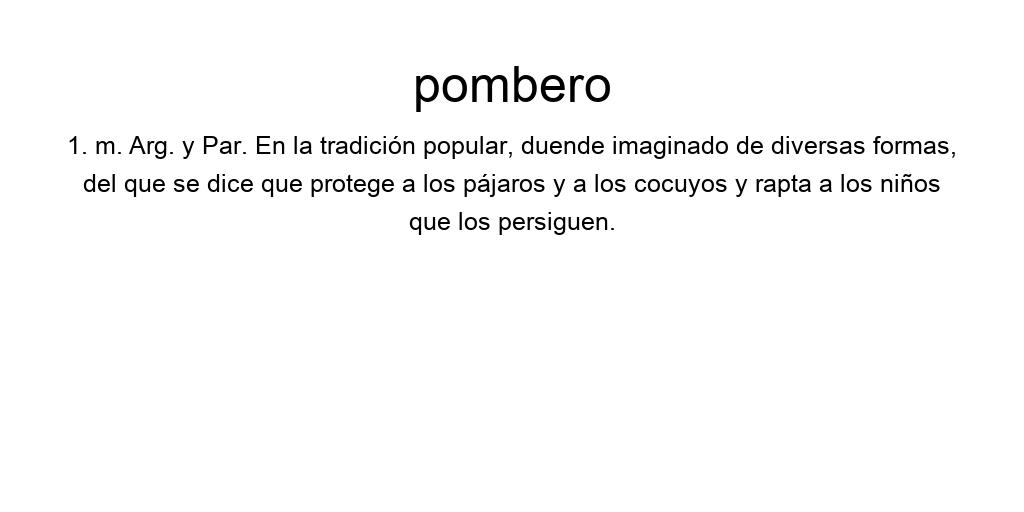 pombero
1. m. Arg. y Par. En la tradición popular, duende imaginado de diversas formas,
del que se dice que protege a los pájaros y a los cocuyos y rapta a los niños
que los persiguen.